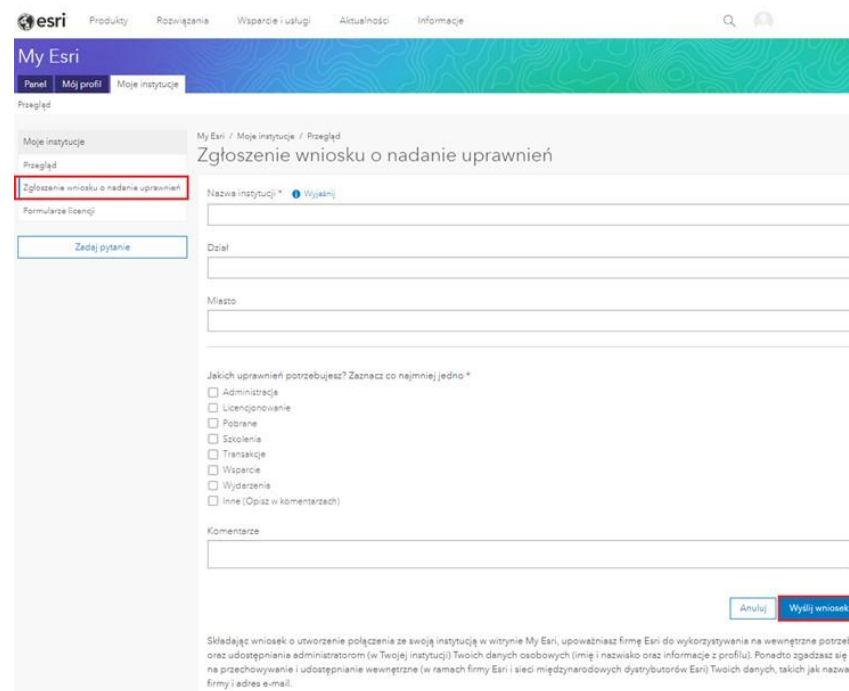 esri Produkty Rozwiązania Wsparcie i usługi Aktualności Informacje
My Esri
Panel Mój profil Moje instytucje
Przegląd
Moje instytucje
Przegląd
Zgłoszenie wniosku o nadanie uprawnień
Formularze licencji
Zadaj pytanie
My Esri / Moje instytucje / Przegląd
Zgłoszenie wniosku o nadanie uprawnień
Nazwa instytucji * Wyjaśnij
Dział
Miasto
Jakich uprawnień potrzebujesz? Zaznacz co najmniej jedno *
Administracja
Licencjonowanie
Pobrane
Szkolenia
Transakcje
Wsparcie
Wydarzenia
Inne (Opisz w komentarzach)
Komentarze
Anuluj Wyślij wniosek
Składając wniosek o utworzenie połączenia ze swoją instytucją w witrynie My Esri, upoważniasz firmę Esri do wykorzystywania na wewnętrzne potrzeb
oraz udostępniania administratorom (w Twojej instytucji) Twoich danych osobowych (imię i nazwisko oraz informacje z profilu). Ponadto zgadzasz się
na przechowywanie i udostępnianie wewnętrzne (w ramach firmy Esri i sieci międzynarodowych dystrybutorów Esri) Twoich danych, takich jak nazwa
firmy i adres e-mail.